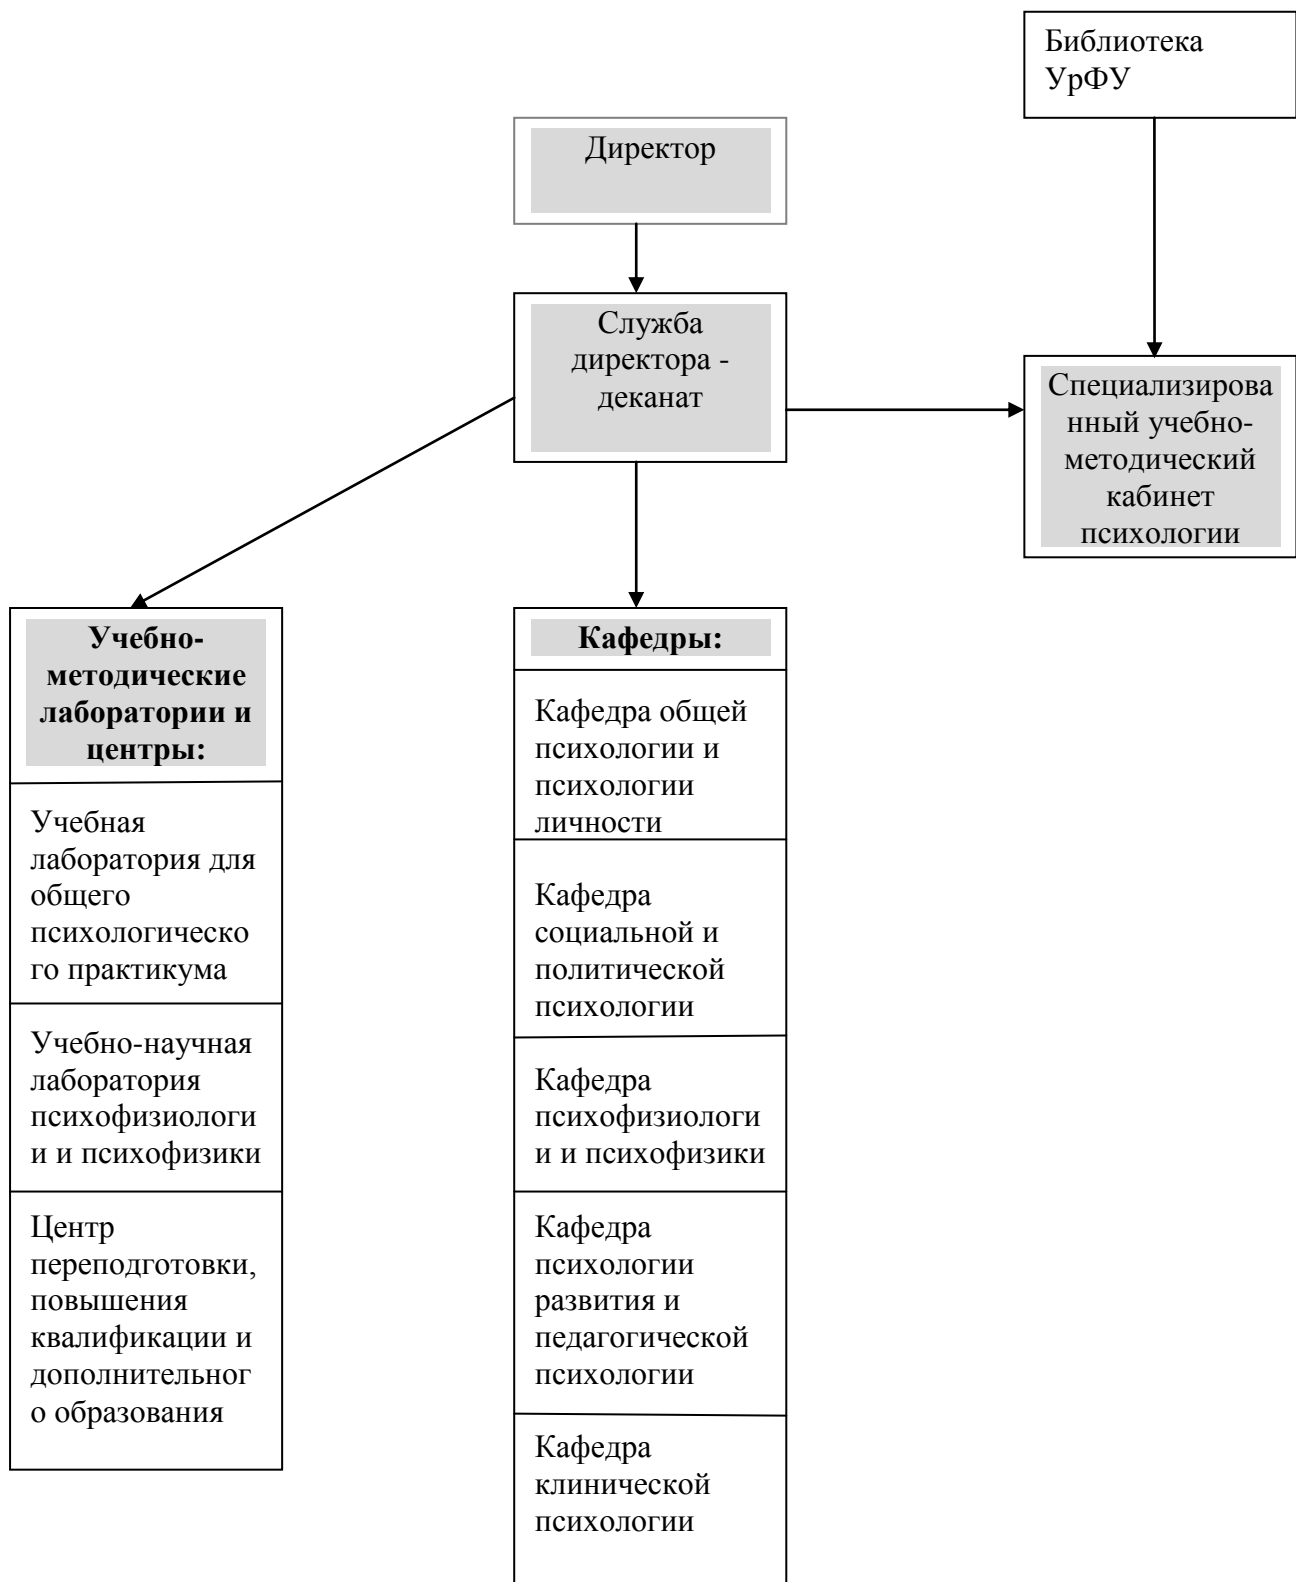 Библиотека
УрФУ
Директор
Служба
директора -
деканат
Специализирова
нный учебно-
методический
кабинет
психологии
Учебно-
методические
лаборатории и
центры:
Учебная
лаборатория для
общего
психологическо
го практикума
Учебно-научная
лаборатория
психофизиологи
и и психофизики
Центр
переподготовки,
повышения
квалификации и
дополнительног
о образования
Кафедры:
Кафедра общей
психологии и
психологии
личности
Кафедра
социальной и
политической
психологии
Кафедра
психофизиологи
и и психофизики
Кафедра
психологии
развития и
педагогической
психологии
Кафедра
клинической
психологии